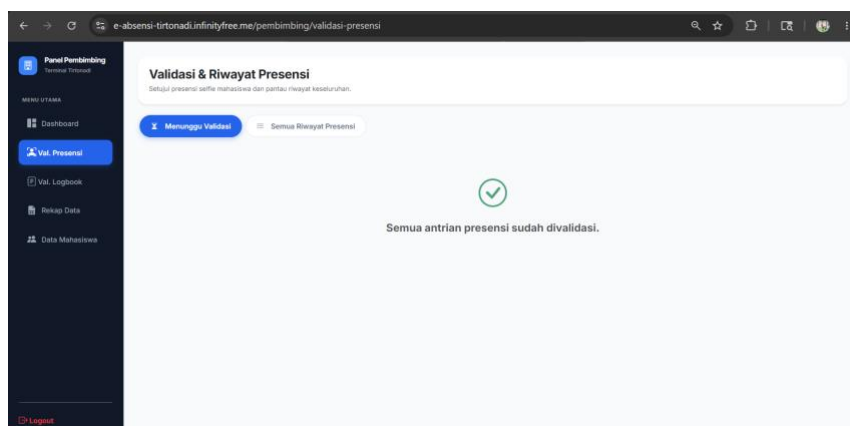 e-absensi-tirtonadi.infinityfree.me/pembimbing/validasi-presensi
Panel Pembimbing
Terminal Tirtonadi
MENU UTAMA
Dashboard
Val. Presensi
Val. Logbook
Rekap Data
Data Mahasiswa
Logout
Validasi & Riwayat Presensi
Setujui presensi selfie mahasiswa dan pantau riwayat keseluruhan.
Menunggu Validasi
Semua Riwayat Presensi
Semua antrian presensi sudah divalidasi.